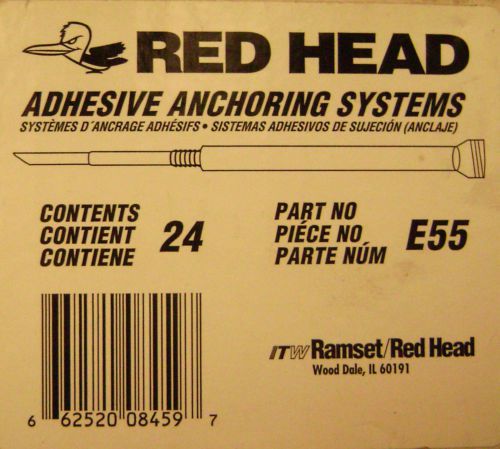 RED HEAD
ADHESIVE ANCHORING SYSTEMS
SYSTÈMES D'ANCRAGE ADHÉSIFS • SISTEMAS ADHESIVOS DE SUJECIÓN (ANCLAJE)
CONTENTS
CONTIENT 24
CONTIENE
PART NO
PIÉCE NO E55
PARTE NÚM
ITW Ramset/Red Head
Wood Dale, IL 60191
6 62520 08459 7